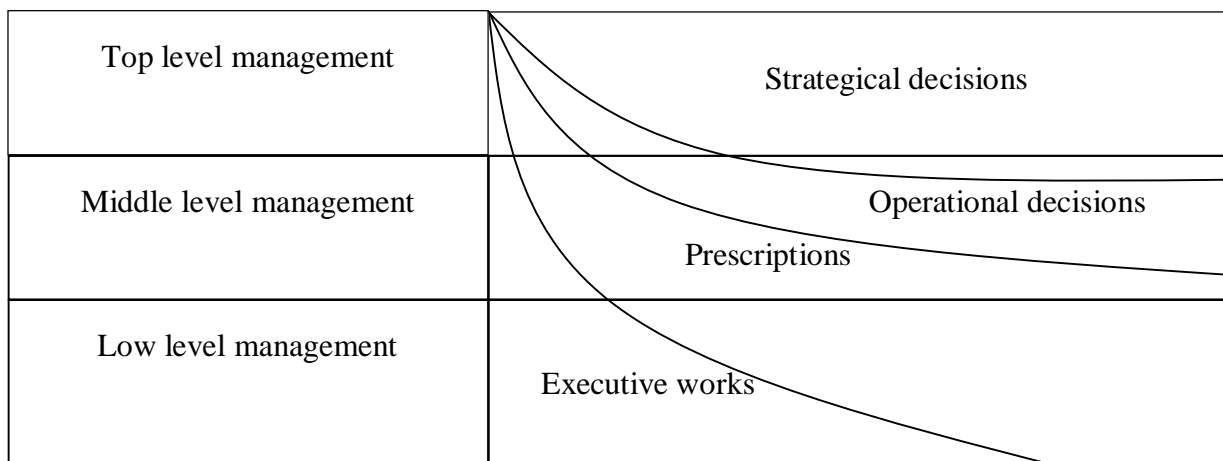 Top level management
Strategical decisions
Middle level management
Operational decisions
Prescriptions
Low level management
Executive works